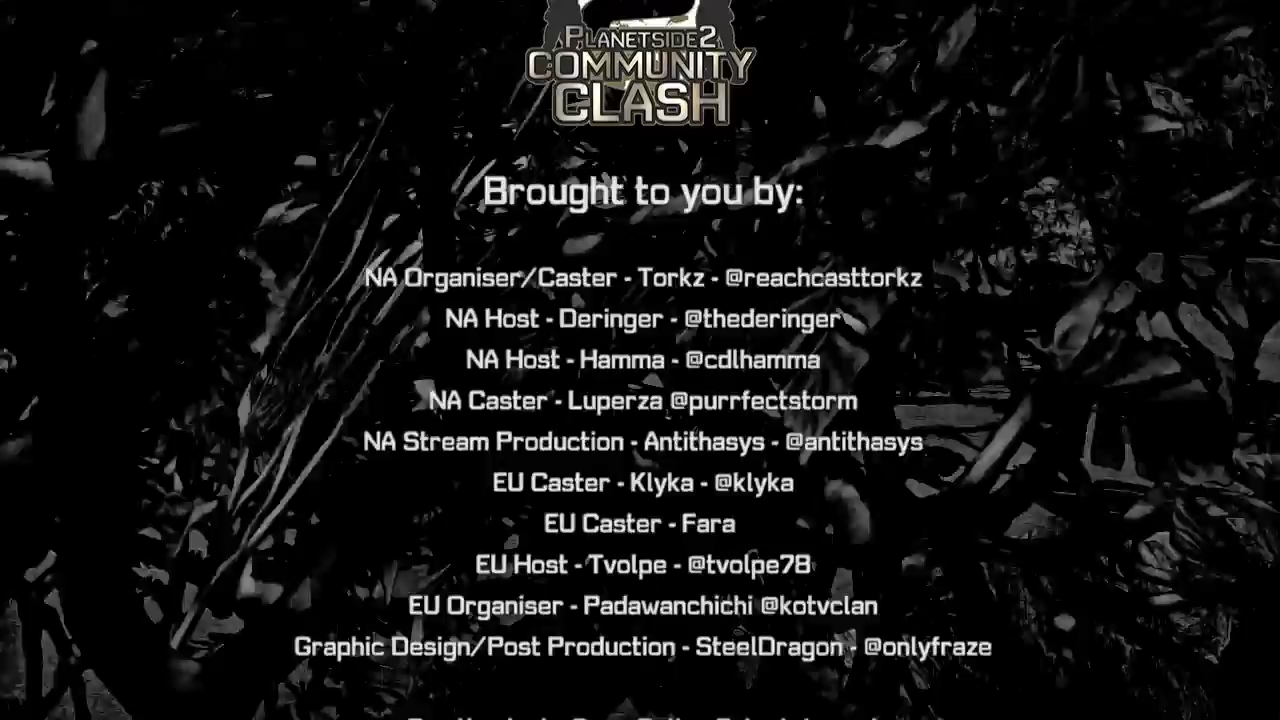 PLANETSIDE 2
COMMUNITY
CLASH
Brought to you by:
NA Organiser/Caster - Torkz - @reachcasttorkz
NA Host - Deringer - @thederinger
NA Host - Hamma - @cdlhamma
NA Caster - Luperza @purrfectstorm
NA Stream Production - Antithasys - @antithasys
EU Caster - Klyka - @klyka
EU Caster - Fara
EU Host - Tvolpe - @tvolpe78
EU Organiser - Padawanchichi @kotvclan
Graphic Design/Post Production - SteelDragon - @onlyfraze